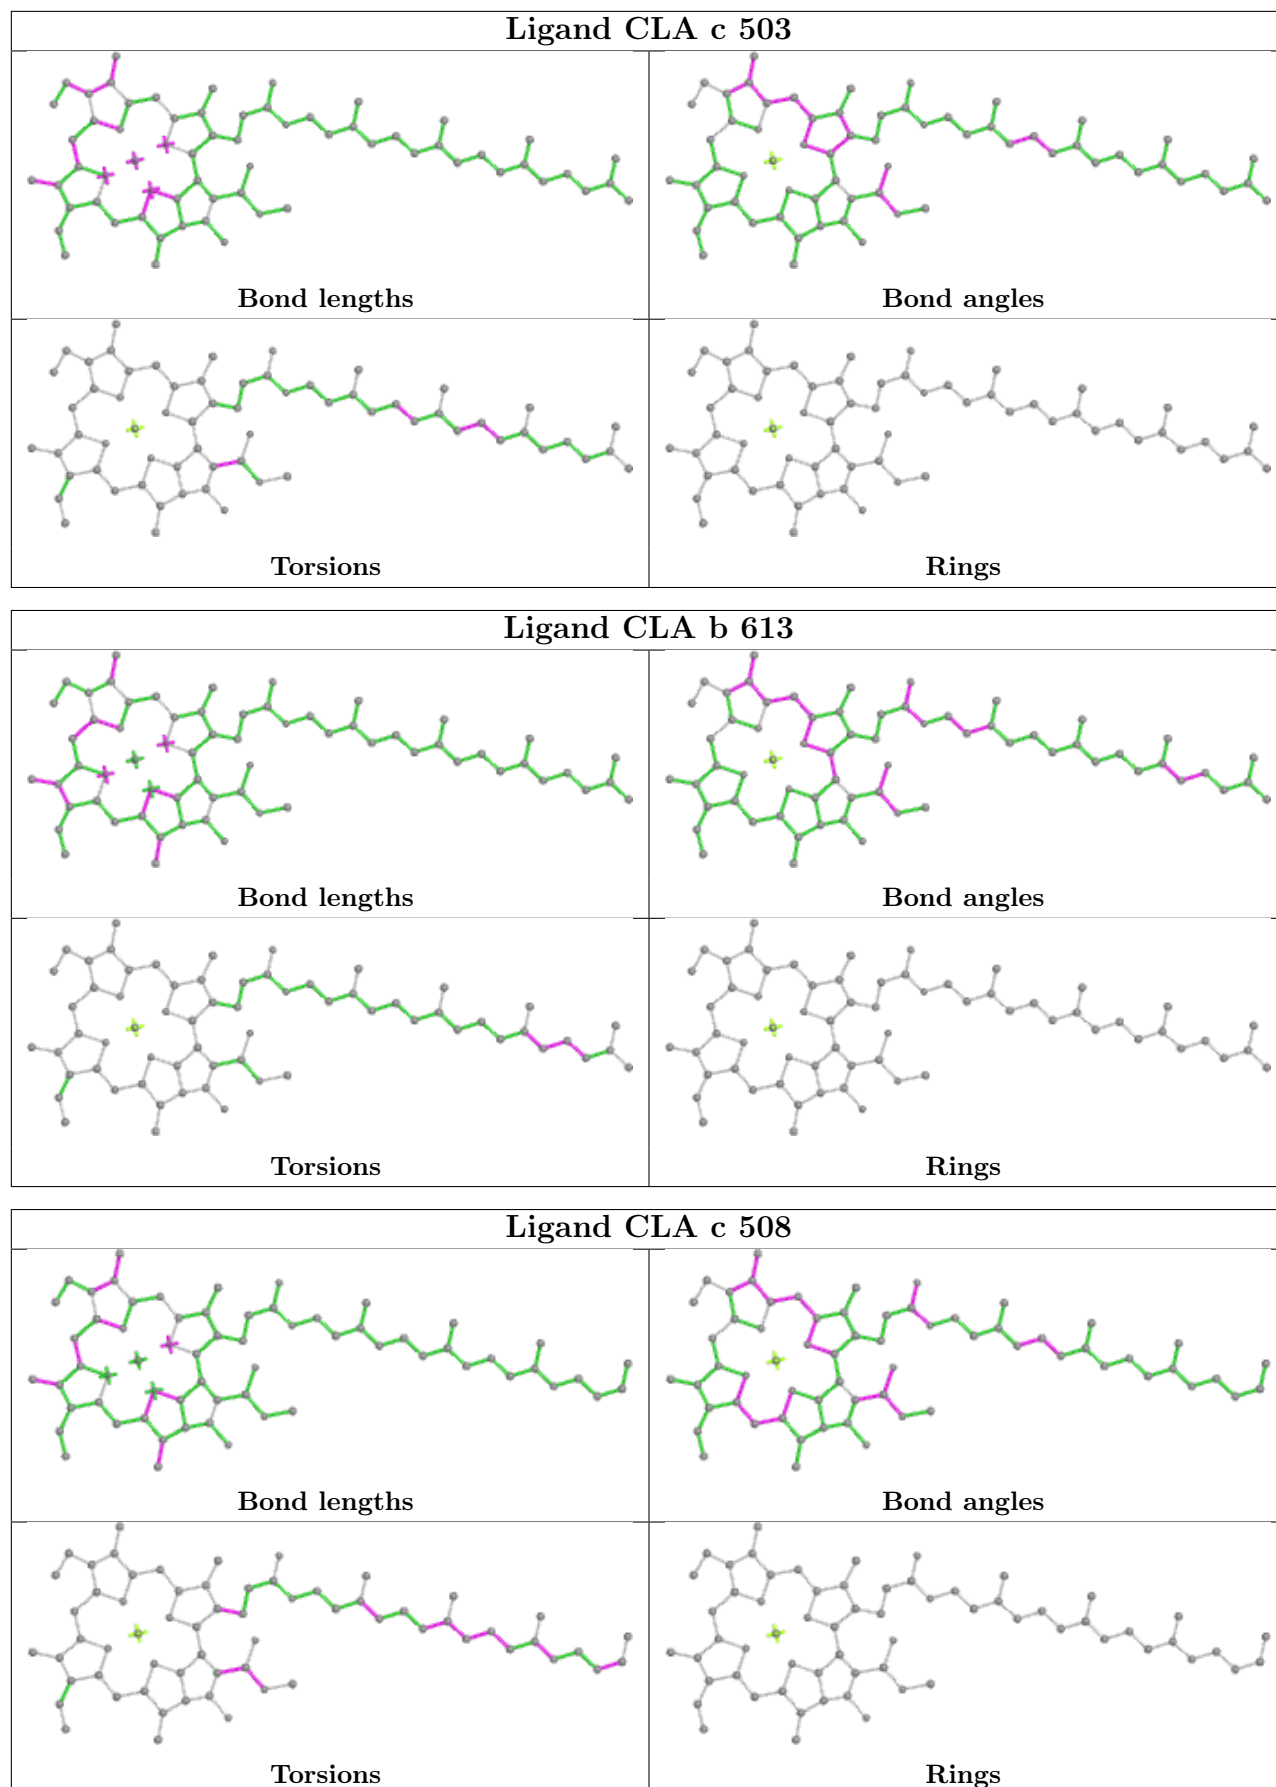 Ligand CLA c 503
Bond lengths
Bond angles
Torsions
Rings
Ligand CLA b 613
Bond lengths
Bond angles
Torsions
Rings
Ligand CLA c 508
Bond lengths
Bond angles
Torsions
Rings